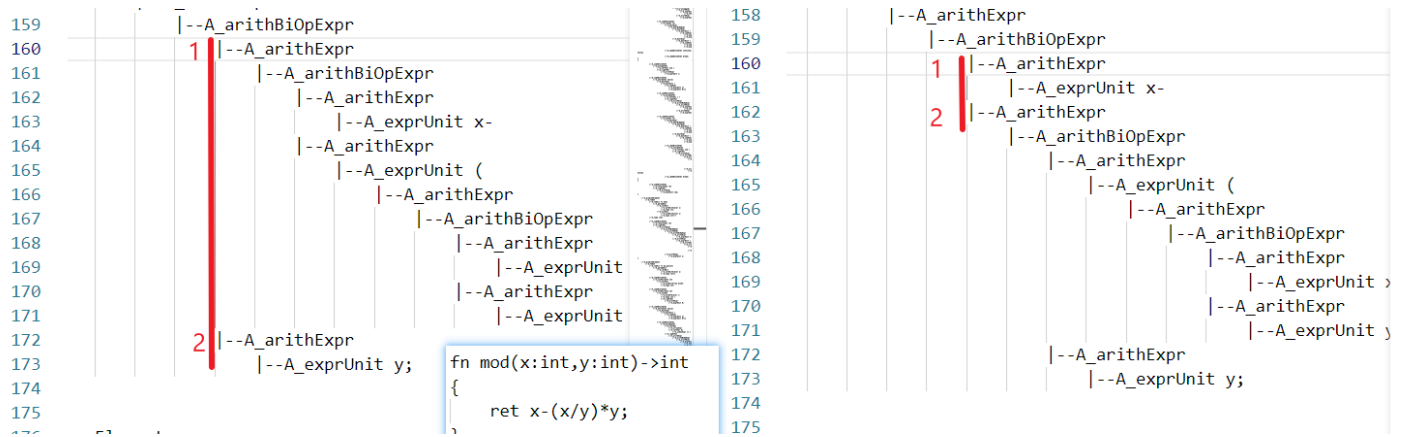 159 |--A_arithBiOpExpr
160 1 |--A_arithExpr
161 |--A_arithBiOpExpr
162 |--A_arithExpr
163 |--A_exprUnit x-
164 |--A_arithExpr
165 |--A_exprUnit (
166 |--A_arithExpr
167 |--A_arithBiOpExpr
168 |--A_arithExpr
169 |--A_exprUnit
170 |--A_arithExpr
171 |--A_exprUnit
172 2 |--A_arithExpr
173 |--A_exprUnit y;
174
175
fn mod(x:int,y:int)->int
{
ret x-(x/y)*y;
158 |--A_arithExpr
159 |--A_arithBiOpExpr
160 1 |--A_arithExpr
161 |--A_exprUnit x-
162 2 |--A_arithExpr
163 |--A_arithBiOpExpr
164 |--A_arithExpr
165 |--A_exprUnit (
166 |--A_arithExpr
167 |--A_arithBiOpExpr
168 |--A_arithExpr
169 |--A_exprUnit x
170 |--A_arithExpr
171 |--A_exprUnit y
172 |--A_arithExpr
173 |--A_exprUnit y;
174
175